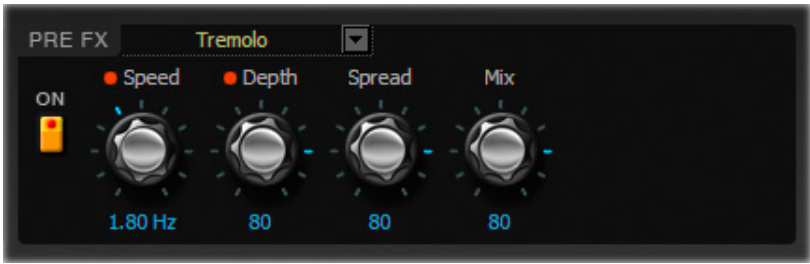 PRE FX Tremolo
ON Speed Depth Spread Mix
1.80 Hz 80 80 80